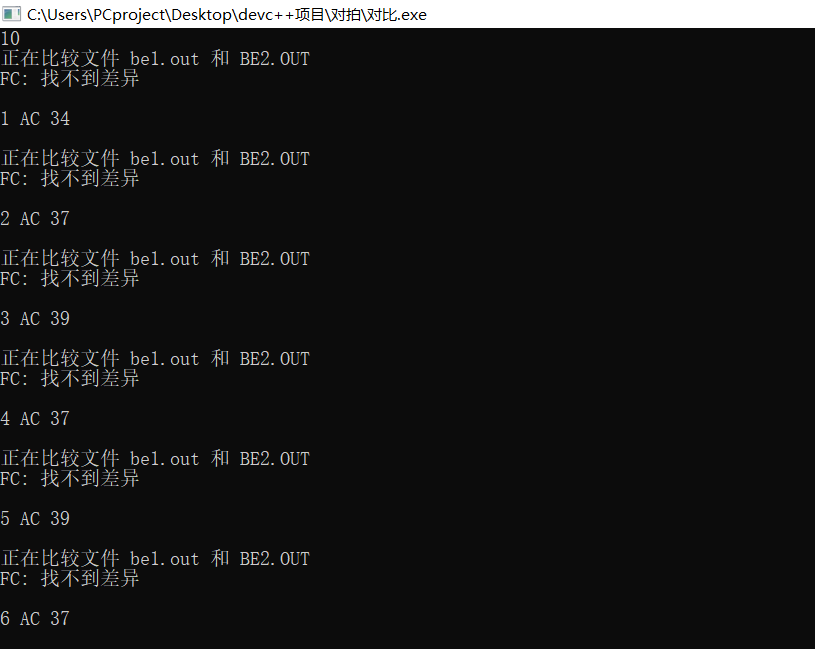 C:\Users\PCproject\Desktop\devc++项目\对拍\对比.exe
10
正在比较文件 be1.out 和 BE2.OUT
FC: 找不到差异
1 AC 34
正在比较文件 be1.out 和 BE2.OUT
FC: 找不到差异
2 AC 37
正在比较文件 be1.out 和 BE2.OUT
FC: 找不到差异
3 AC 39
正在比较文件 be1.out 和 BE2.OUT
FC: 找不到差异
4 AC 37
正在比较文件 be1.out 和 BE2.OUT
FC: 找不到差异
5 AC 39
正在比较文件 be1.out 和 BE2.OUT
FC: 找不到差异
6 AC 37